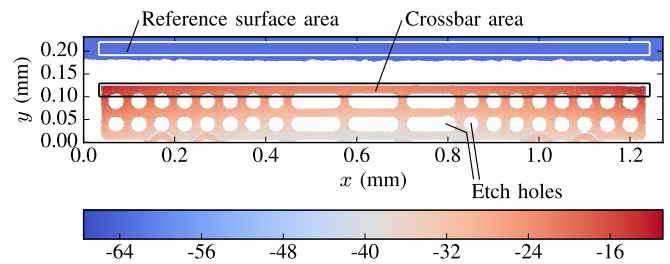 Reference surface area
Crossbar area
0.20
0.15
0.10
0.05
0.00
y (mm)
0.0 0.2 0.4 0.6 0.8 1.0 1.2
x (mm)
Etch holes
-64 -56 -48 -40 -32 -24 -16